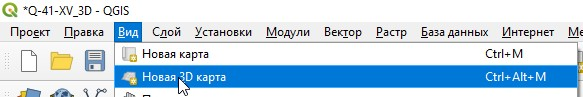 *Q-41-XV_3D - QGIS
Проект Правка Вид Слой Установки Модули Вектор Растр База данных Интернет
Новая карта Ctrl+M
Новая 3D карта Ctrl+Alt+M